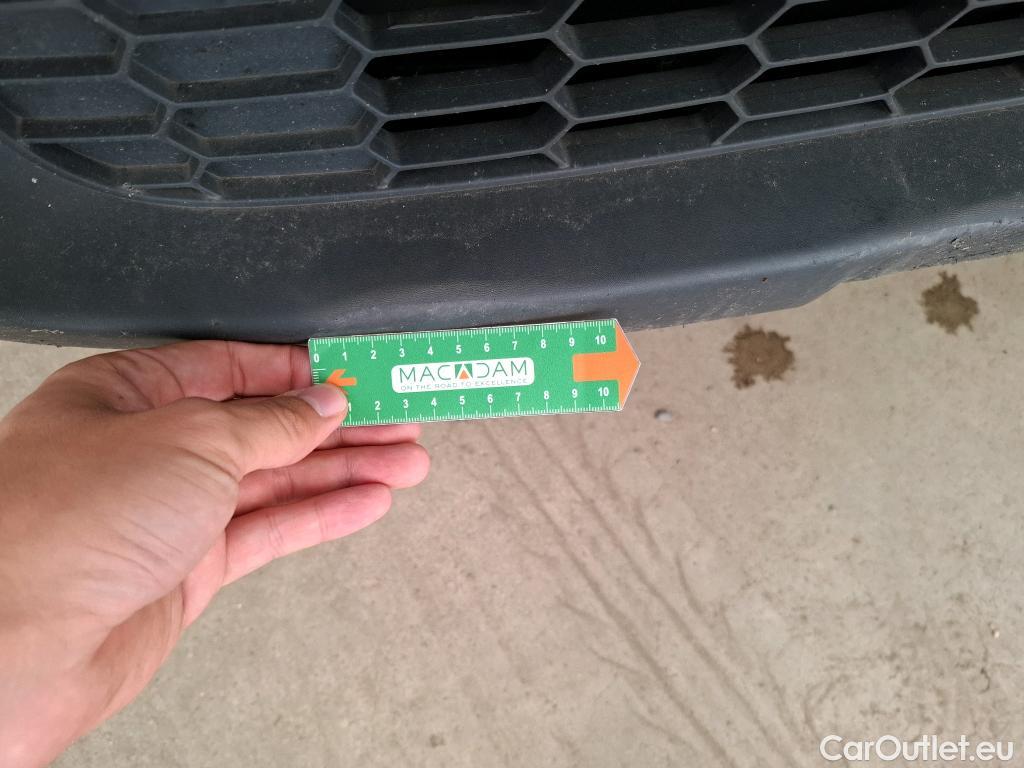 0 1 2 3 4 5 6 7 8 9 10
MACADAM
ON THE ROAD TO EXCELLENCE
1 2 3 4 5 6 7 8 9 10
CarOutlet.eu